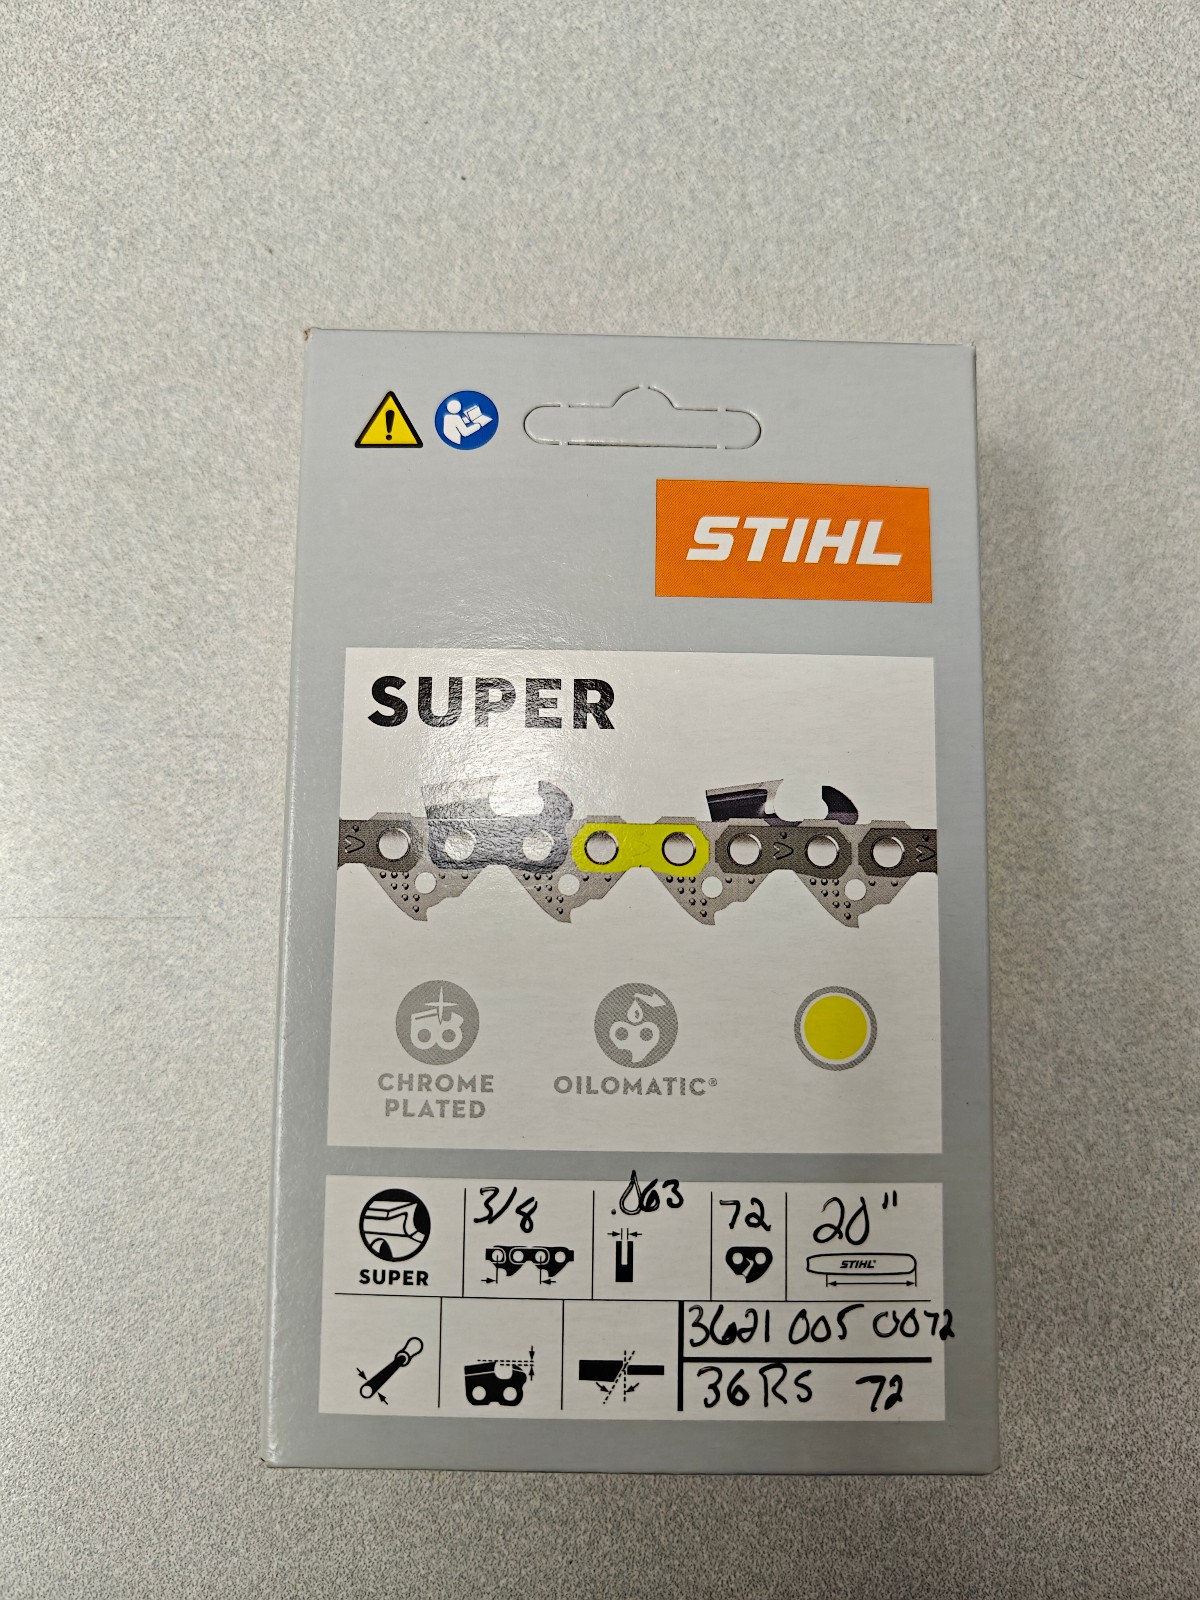 STIHL
SUPER
CHROME PLATED
OILOMATIC®
3/8
.063
72
20"
SUPER
STIHL®
3621 005 0072
36RS 72